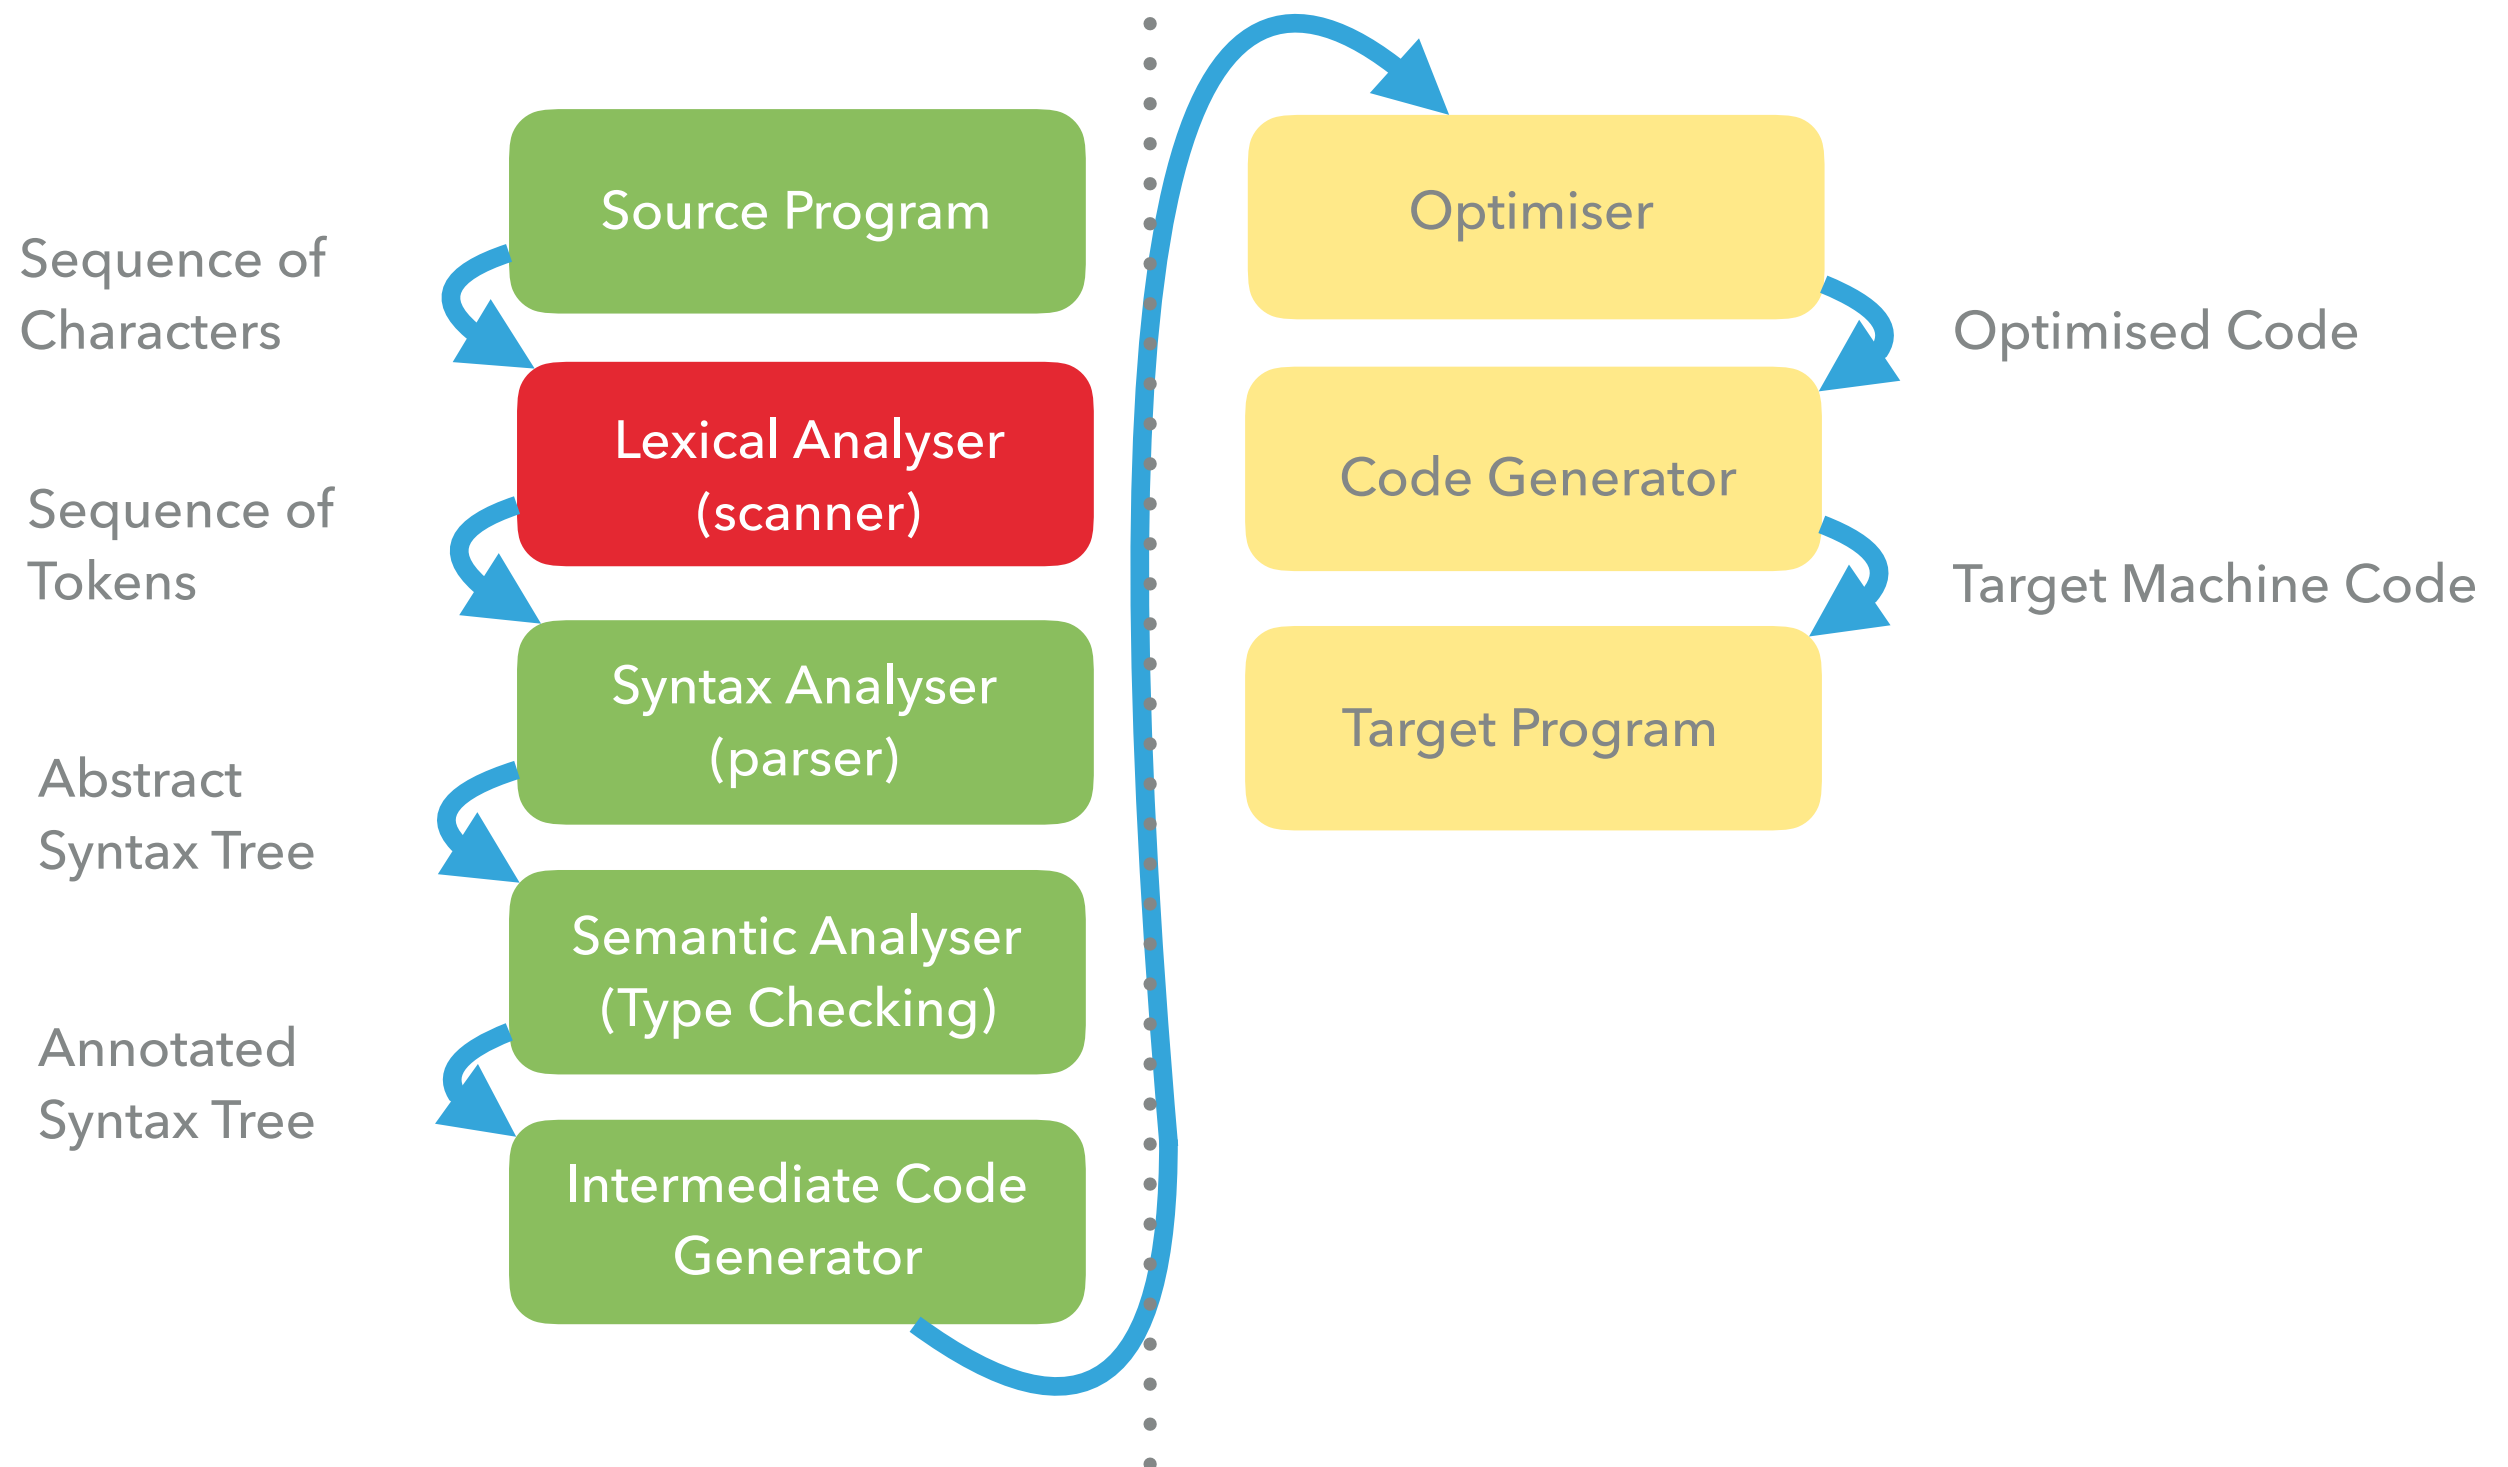 Source Program
Sequence of
Characters
Lexical Analyser
(scanner)
Sequence of
Tokens
Syntax Analyser
(parser)
Abstract
Syntax Tree
Semantic Analyser
(Type Checking)
Annotated
Syntax Tree
Intermediate Code
Generator
Optimiser
Optimised Code
Code Generator
Target Machine Code
Target Program